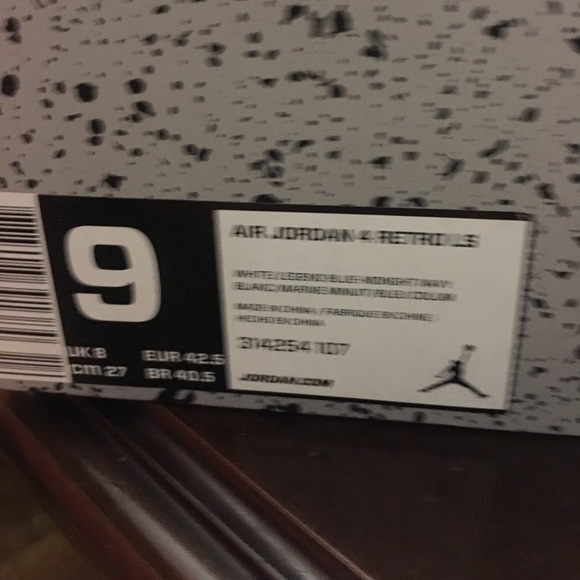 9
UK 8 EUR 42.5
cm 27 BR 40.5
AIR JORDAN 4 RETRO LS
WHITE/LEGEND BLUE-MIDNIGHT NAVY
BLANC/MARINE MINUIT/BLEU
MADE IN CHINA / FABRIQUE EN CHINE /
HECHO EN CHINA
314254 107
JORDAN.COM